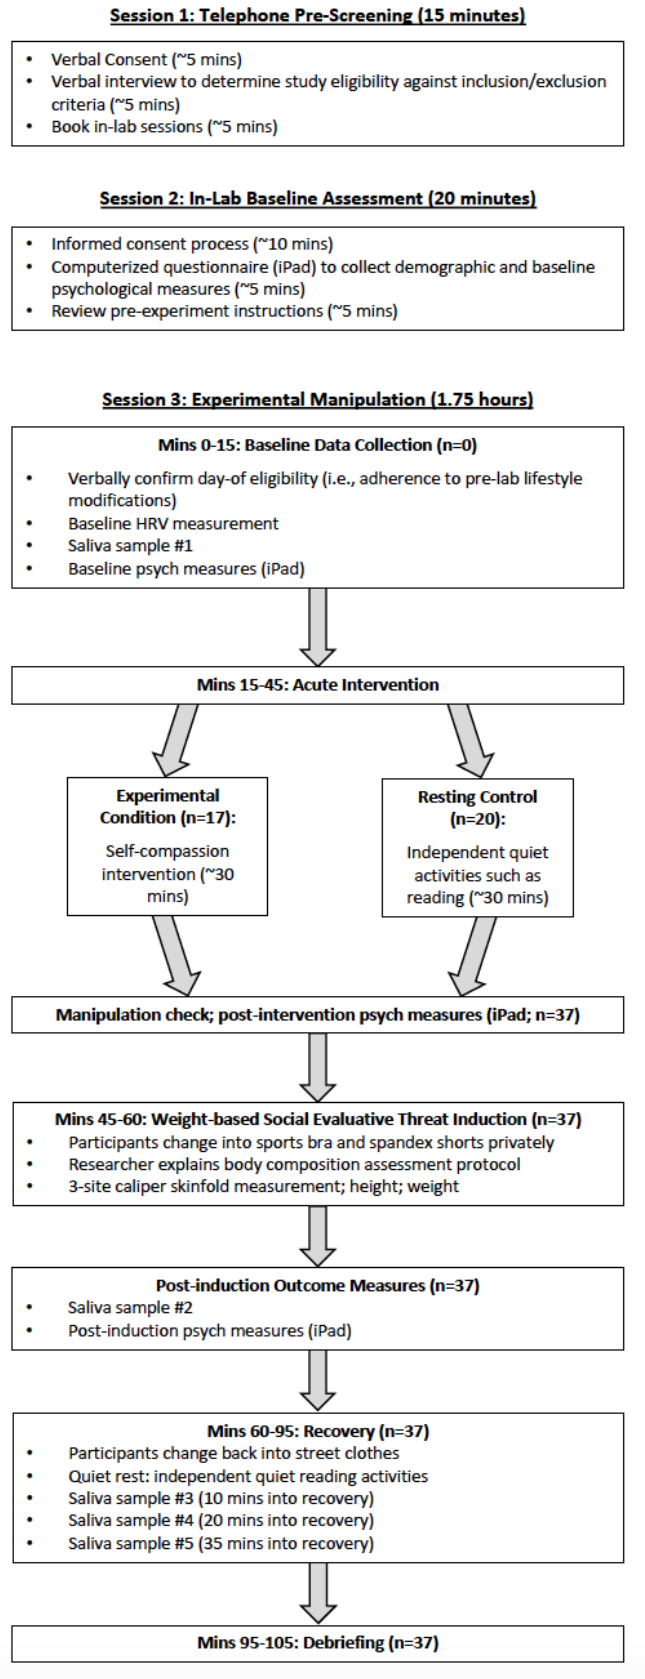 Session 1: Telephone Pre-Screening (15 minutes)
• Verbal Consent (~5 mins)
• Verbal interview to determine study eligibility against inclusion/exclusion
criteria (~5 mins)
• Book in-lab sessions (~5 mins)
Session 2: In-Lab Baseline Assessment (20 minutes)
• Informed consent process (~10 mins)
• Computerized questionnaire (iPad) to collect demographic and baseline
psychological measures (~5 mins)
• Review pre-experiment instructions (~5 mins)
Session 3: Experimental Manipulation (1.75 hours)
Mins 0-15: Baseline Data Collection (n=0)
• Verbally confirm day-of eligibility (i.e., adherence to pre-lab lifestyle
modifications)
• Baseline HRV measurement
• Saliva sample #1
• Baseline psych measures (iPad)
Mins 15-45: Acute Intervention
Experimental
Condition (n=17):
Self-compassion
intervention (~30
mins)
Resting Control
(n=20):
Independent quiet
activities such as
reading (~30 mins)
Manipulation check; post-intervention psych measures (iPad; n=37)
Mins 45-60: Weight-based Social Evaluative Threat Induction (n=37)
• Participants change into sports bra and spandex shorts privately
• Researcher explains body composition assessment protocol
• 3-site caliper skinfold measurement; height; weight
Post-induction Outcome Measures (n=37)
• Saliva sample #2
• Post-induction psych measures (iPad)
Mins 60-95: Recovery (n=37)
• Participants change back into street clothes
• Quiet rest: independent quiet reading activities
• Saliva sample #3 (10 mins into recovery)
• Saliva sample #4 (20 mins into recovery)
• Saliva sample #5 (35 mins into recovery)
Mins 95-105: Debriefing (n=37)